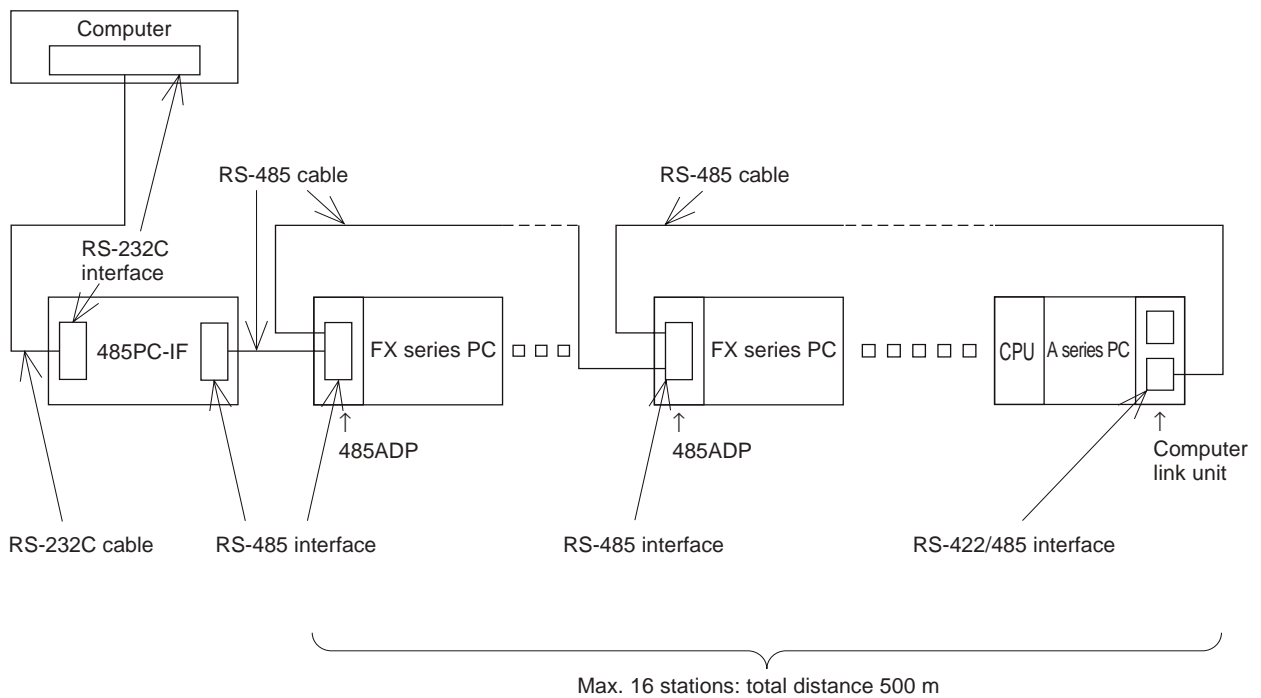 Computer
RS-485 cable
RS-485 cable
RS-232C
interface
485PC-IF
FX series PC
FX series PC
CPU
A series PC
485ADP
485ADP
Computer
link unit
RS-232C cable
RS-485 interface
RS-485 interface
RS-422/485 interface
Max. 16 stations: total distance 500 m